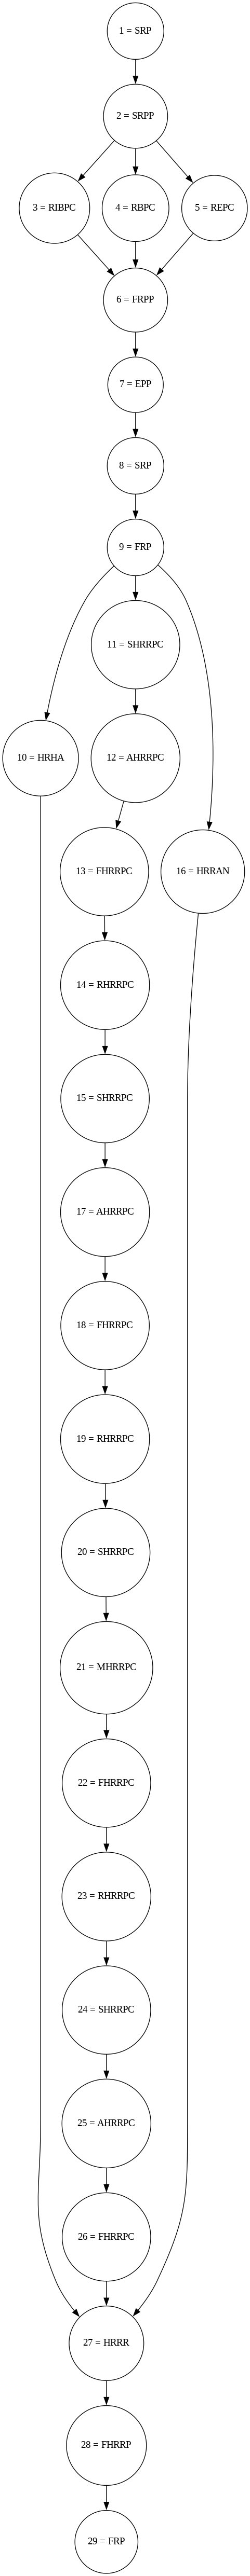 1 = SRP
2 = SRPP
3 = RIBPC
4 = RBPC
5 = REPC
6 = FRPP
7 = EPP
8 = SRP
9 = FRP
11 = SHRRPC
10 = HRHA
12 = AHRRPC
13 = FHRRPC
16 = HRRAN
14 = RHRRPC
15 = SHRRPC
17 = AHRRPC
18 = FHRRPC
19 = RHRRPC
20 = SHRRPC
21 = MHRRPC
22 = FHRRPC
23 = RHRRPC
24 = SHRRPC
25 = AHRRPC
26 = FHRRPC
27 = HRRR
28 = FHRRP
29 = FRP